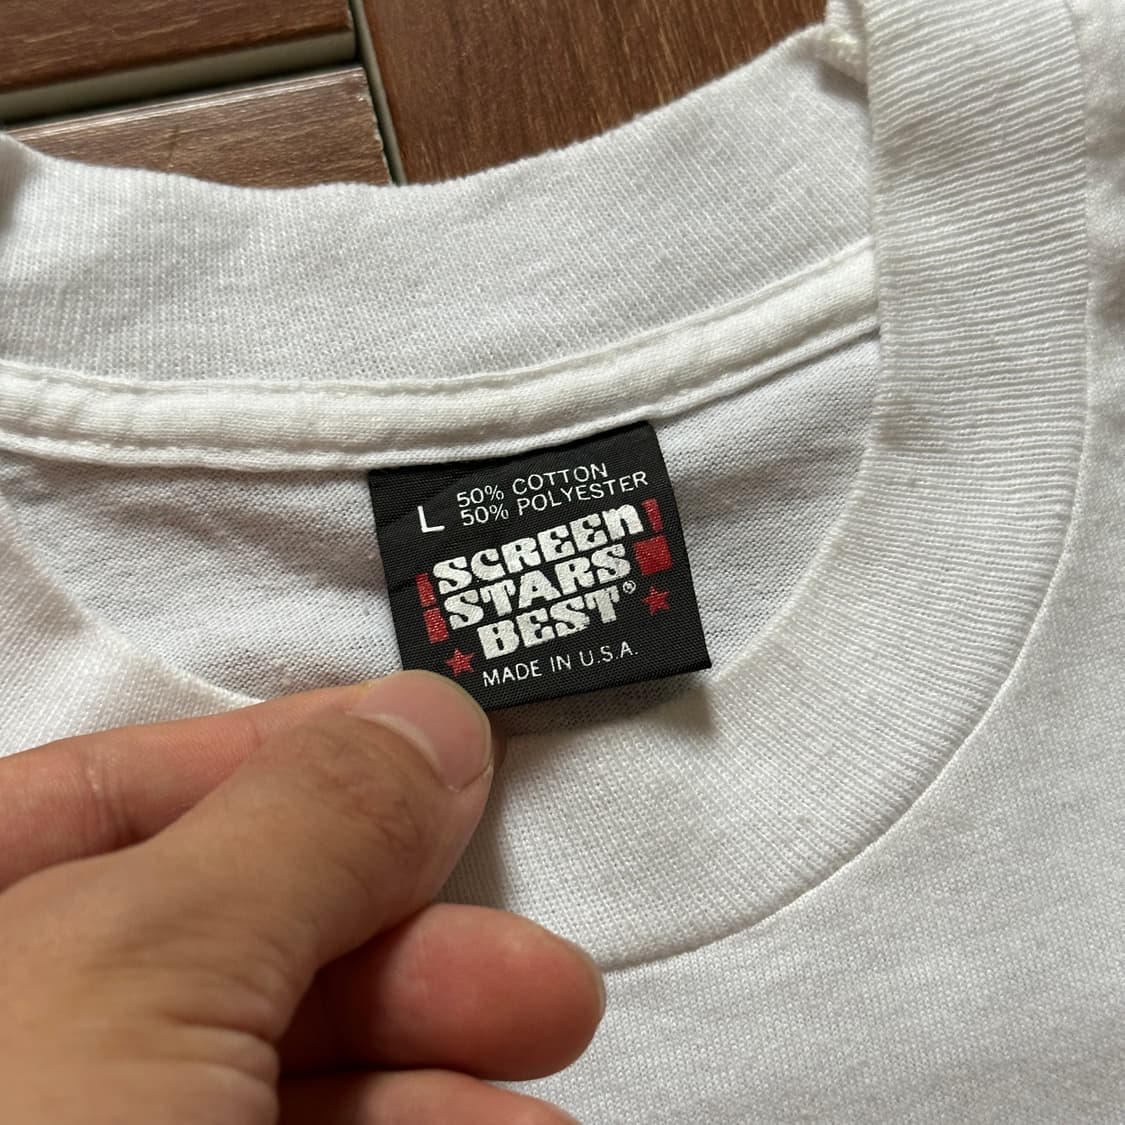 L
50% COTTON
50% POLYESTER
SCREEN
STARS
BEST®
MADE IN U.S.A.